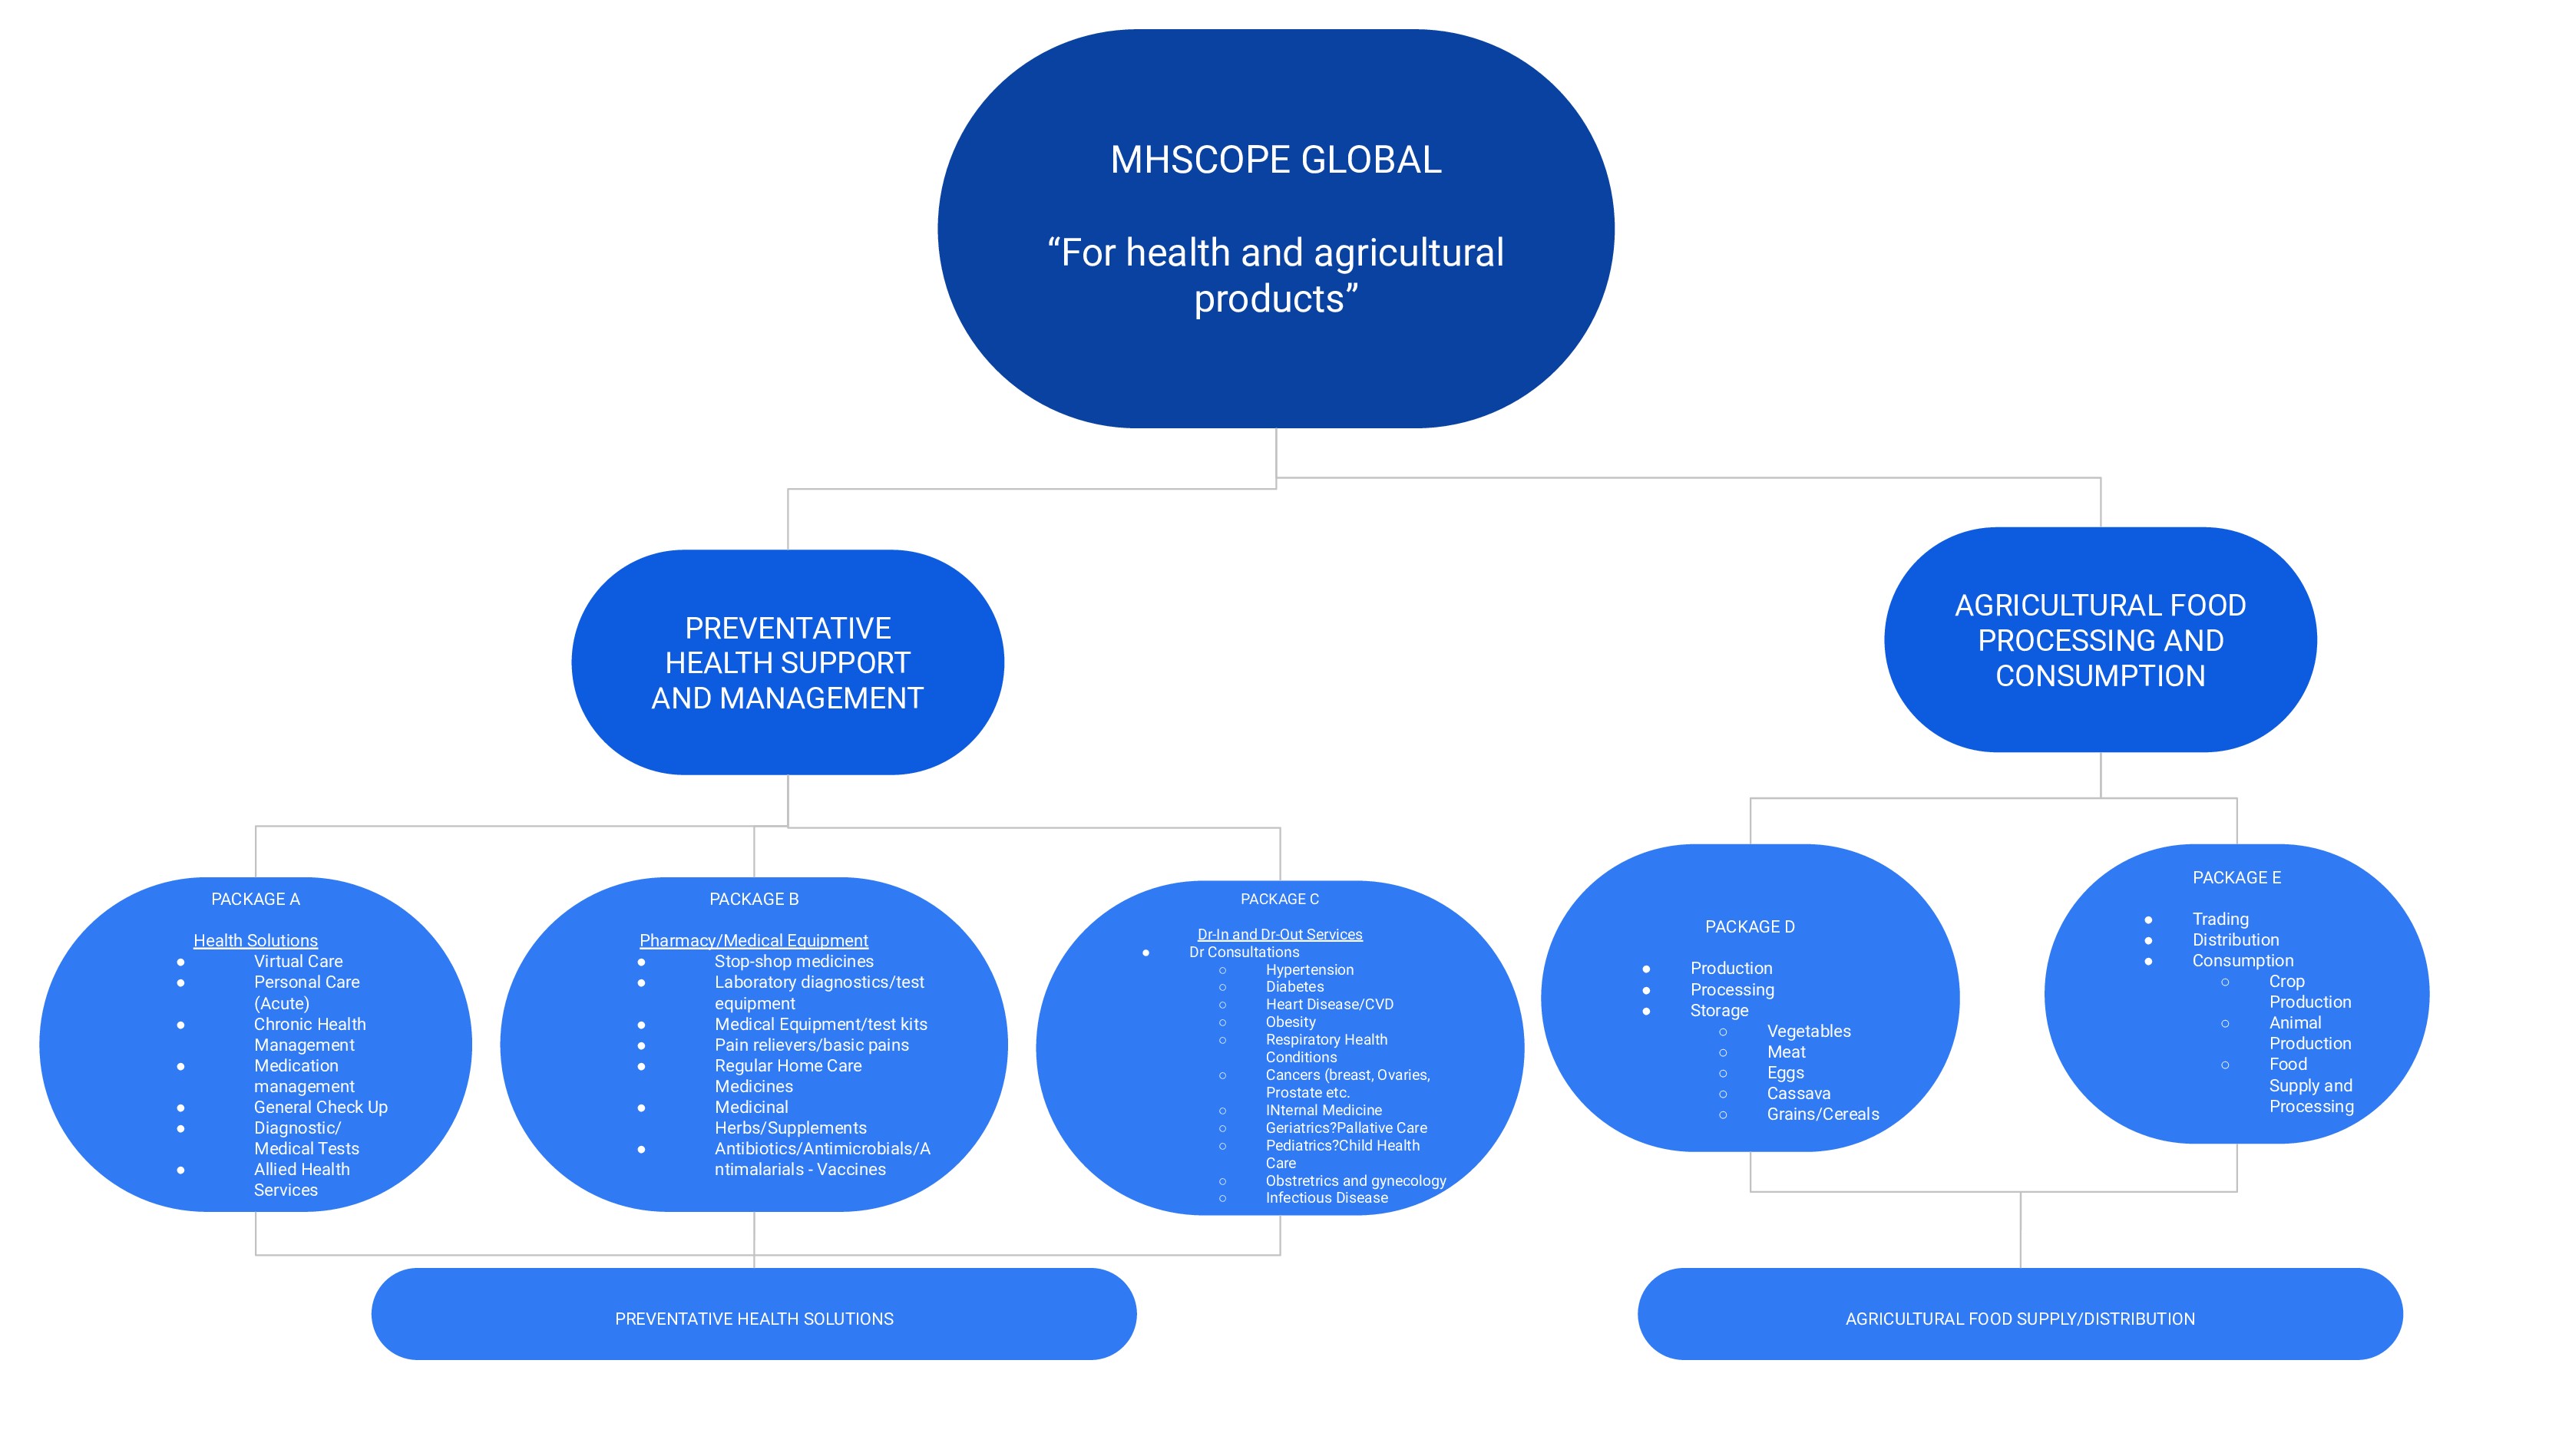 MHSCOPE GLOBAL
“For health and agricultural
products”
PREVENTATIVE
HEALTH SUPPORT
AND MANAGEMENT
AGRICULTURAL FOOD
PROCESSING AND
CONSUMPTION
PACKAGE A
Health Solutions
● Virtual Care
● Personal Care
(Acute)
● Chronic Health
Management
● Medication
management
● General Check Up
● Diagnostic/
Medical Tests
● Allied Health
Services
PACKAGE B
Pharmacy/Medical Equipment
● Stop-shop medicines
● Laboratory diagnostics/test
equipment
● Medical Equipment/test kits
● Pain relievers/basic pains
● Regular Home Care
Medicines
● Medicinal
Herbs/Supplements
● Antibiotics/Antimicrobials/A
ntimalarials - Vaccines
PACKAGE C
Dr-In and Dr-Out Services
● Dr Consultations
○ Hypertension
○ Diabetes
○ Heart Disease/CVD
○ Obesity
○ Respiratory Health
Conditions
○ Cancers (breast, Ovaries,
Prostate etc.
○ INternal Medicine
○ Geriatrics?Pallative Care
○ Pediatrics?Child Health
Care
○ Obstretrics and gynecology
○ Infectious Disease
PACKAGE D
● Production
● Processing
● Storage
○ Vegetables
○ Meat
○ Eggs
○ Cassava
○ Grains/Cereals
PACKAGE E
● Trading
● Distribution
● Consumption
○ Crop
Production
○ Animal
Production
○ Food
Supply and
Processing
PREVENTATIVE HEALTH SOLUTIONS
AGRICULTURAL FOOD SUPPLY/DISTRIBUTION